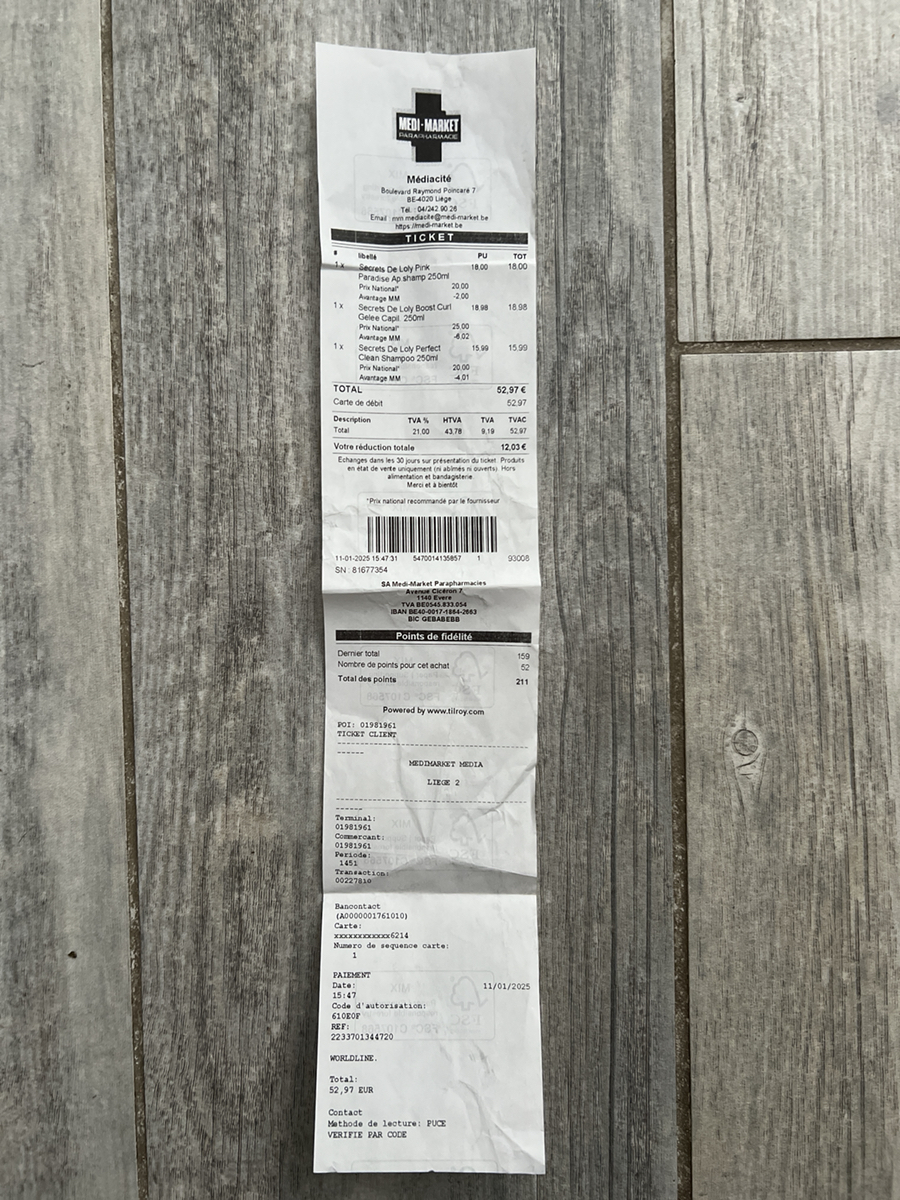 MEDI-MARKET
PARAPHARMACIE
Médiacité
Boulevard Raymond Poincaré 7
BE-4020 Liège
Tél. : 04/242 90 26
Email : mm.mediacite@medi-market.be
https://medi-market.be
TICKET
# libellé PU TOT
1 x Secrets De Loly Pink 18,00 18,00
Paradise Ap.shamp 250ml
Prix National* 20,00
Avantage MM -2,00
1 x Secrets De Loly Boost Curl 18,98 18,98
Gelee Capil. 250ml
Prix National* 25,00
Avantage MM -6,02
1 x Secrets De Loly Perfect 15,99 15,99
Clean Shampoo 250ml
Prix National* 20,00
Avantage MM -4,01
TOTAL 52,97 €
Carte de débit 52,97
Description TVA % HTVA TVA TVAC
Total 21,00 43,78 9,19 52,97
Votre réduction totale 12,03 €
Echanges dans les 30 jours sur présentation du ticket. Produits
en état de vente uniquement (ni abîmés ni ouverts). Hors
alimentation et bandagisterie
Merci et à bientôt
*Prix national recommandé par le fournisseur
11-01-2025 15:47:31 5470014135857 1 93008
SN : 81677354
SA Medi-Market Parapharmacies
Avenue Cicéron 7
1140 Evere
TVA BE0545.833.054
IBAN BE40-0017-1864-2663
BIC GEBABEBB
Points de fidélité
Dernier total 159
Nombre de points pour cet achat 52
Total des points 211
Powered by www.tilroy.com
POI: 01981961
TICKET CLIENT
MEDIMARKET MEDIA
LIEGE 2
Terminal:
01981961
Commercant:
01981961
Periode:
1451
Transaction:
00227810
Bancontact
(A0000001761010)
Carte:
xxxxxxxxxxxx6214
Numero de sequence carte:
1
PAIEMENT
Date: 11/01/2025
15:47
Code d'autorisation:
610E0F
REF:
2233701344720
WORLDLINE.
Total:
52,97 EUR
Contact
Methode de lecture: PUCE
VERIFIE PAR CODE